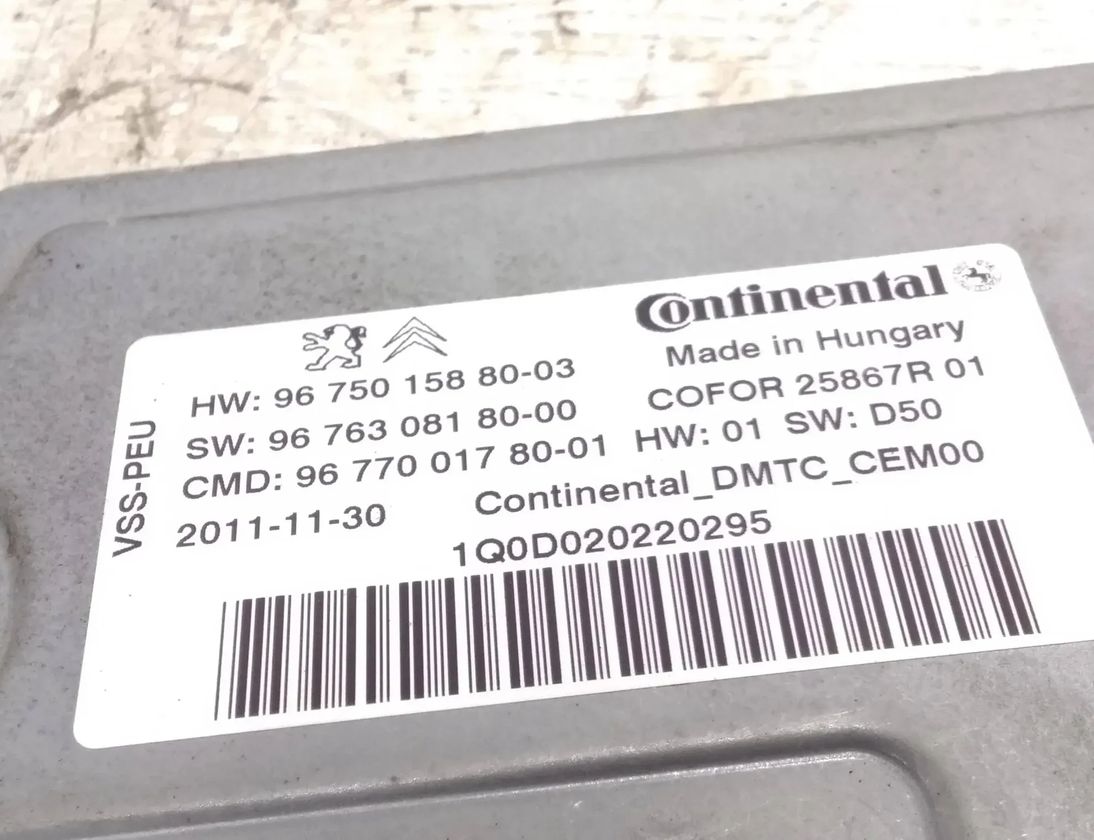 VSS-PEU
HW: 96 750 158 80-03
SW: 96 763 081 80-00
CMD: 96 770 017 80-01
2011-11-30
Continental
Made in Hungary
COFOR 25867R 01
HW: 01 SW: D50
Continental_DMTC_CEM00
1Q0D020220295